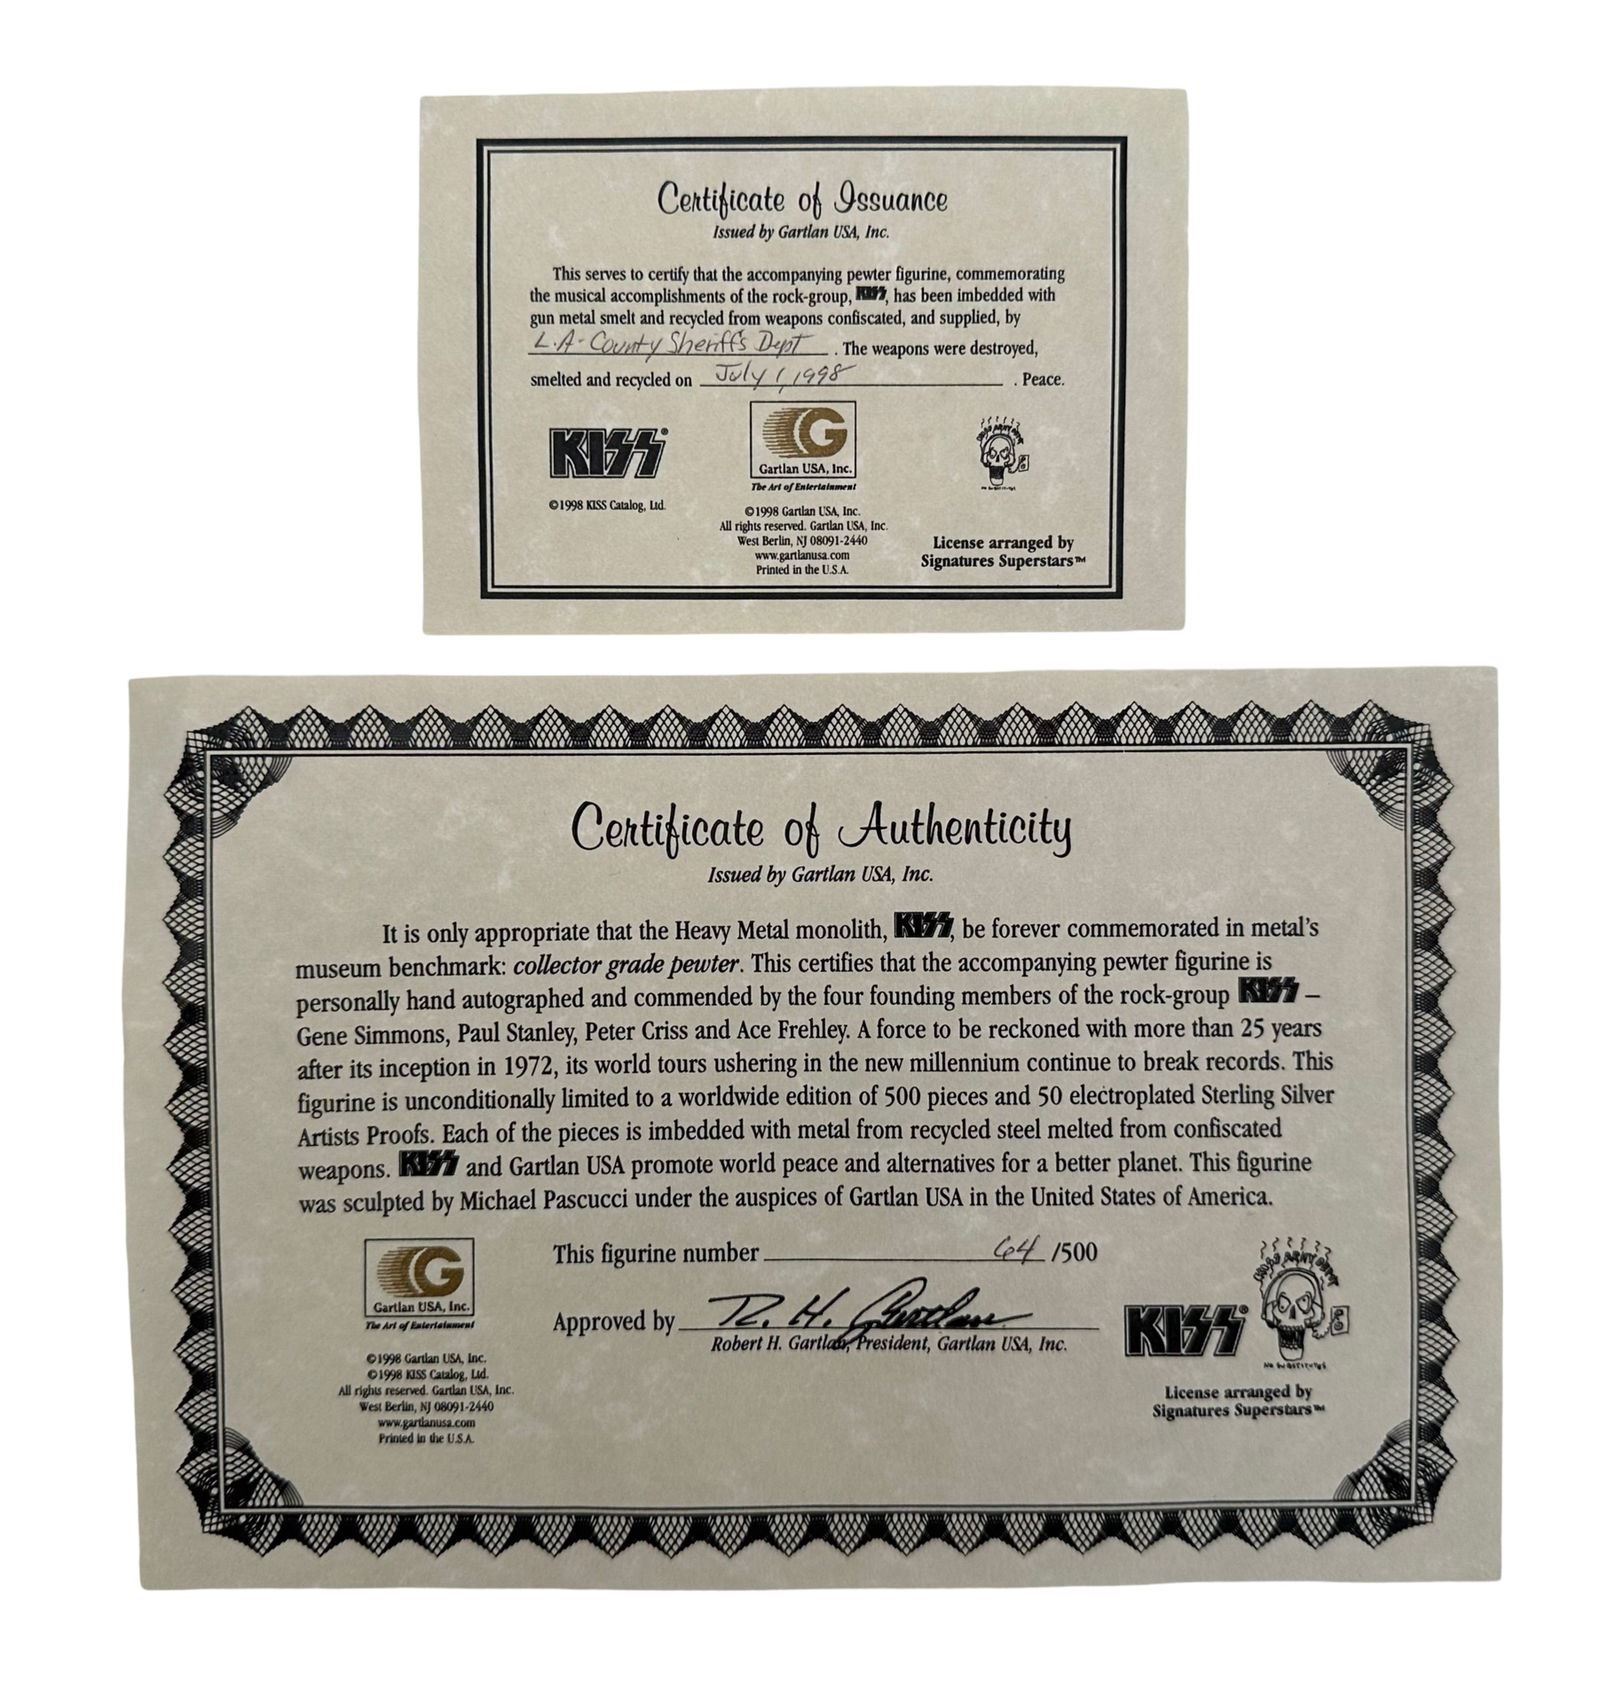 Certificate of Issuance
Issued by Gartlan USA, Inc.
This serves to certify that the accompanying pewter figurine, commemorating
the musical accomplishments of the rock-group, KISS, has been imbedded with
gun metal smelt and recycled from weapons confiscated, and supplied, by
L.A. County Sheriff's Dept . The weapons were destroyed,
smelted and recycled on July 1, 1998 . Peace.
KISS®
©1998 KISS Catalog, Ltd.
G
Gartlan USA, Inc.
The Art of Entertainment
©1998 Gartlan USA, Inc.
All rights reserved. Gartlan USA, Inc.
West Berlin, NJ 08091-2440
www.gartlanusa.com
Printed in the U.S.A.
License arranged by
Signatures Superstars™
Certificate of Authenticity
Issued by Gartlan USA, Inc.
It is only appropriate that the Heavy Metal monolith, KISS, be forever commemorated in metal's
museum benchmark: collector grade pewter. This certifies that the accompanying pewter figurine is
personally hand autographed and commended by the four founding members of the rock-group KISS –
Gene Simmons, Paul Stanley, Peter Criss and Ace Frehley. A force to be reckoned with more than 25 years
after its inception in 1972, its world tours ushering in the new millennium continue to break records. This
figurine is unconditionally limited to a worldwide edition of 500 pieces and 50 electroplated Sterling Silver
Artists Proofs. Each of the pieces is imbedded with metal from recycled steel melted from confiscated
weapons. KISS and Gartlan USA promote world peace and alternatives for a better planet. This figurine
was sculpted by Michael Pascucci under the auspices of Gartlan USA in the United States of America.
This figurine number 64 /500
Approved by R. H. Gartlan
Robert H. Gartlan, President, Gartlan USA, Inc.
G
Gartlan USA, Inc.
The Art of Entertainment
©1998 Gartlan USA, Inc.
©1998 KISS Catalog, Ltd.
All rights reserved. Gartlan USA, Inc.
West Berlin, NJ 08091-2440
www.gartlanusa.com
Printed in the U.S.A.
KISS®
NO SUBSTITUTES
License arranged by
Signatures Superstars™